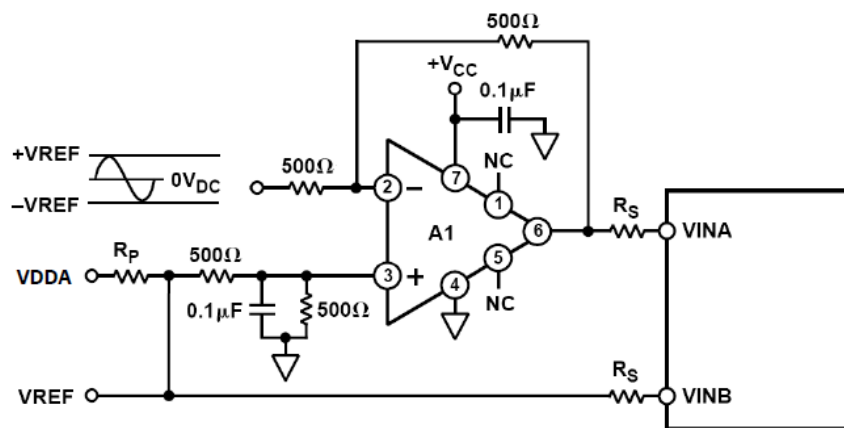 500Ω
+VCC
0.1µF
+VREF
0VDC
–VREF
500Ω
NC
2
–
7
1
A1
6
RS
VINA
RP
VDDA
500Ω
3
+
5
4
NC
0.1µF
500Ω
VREF
RS
VINB